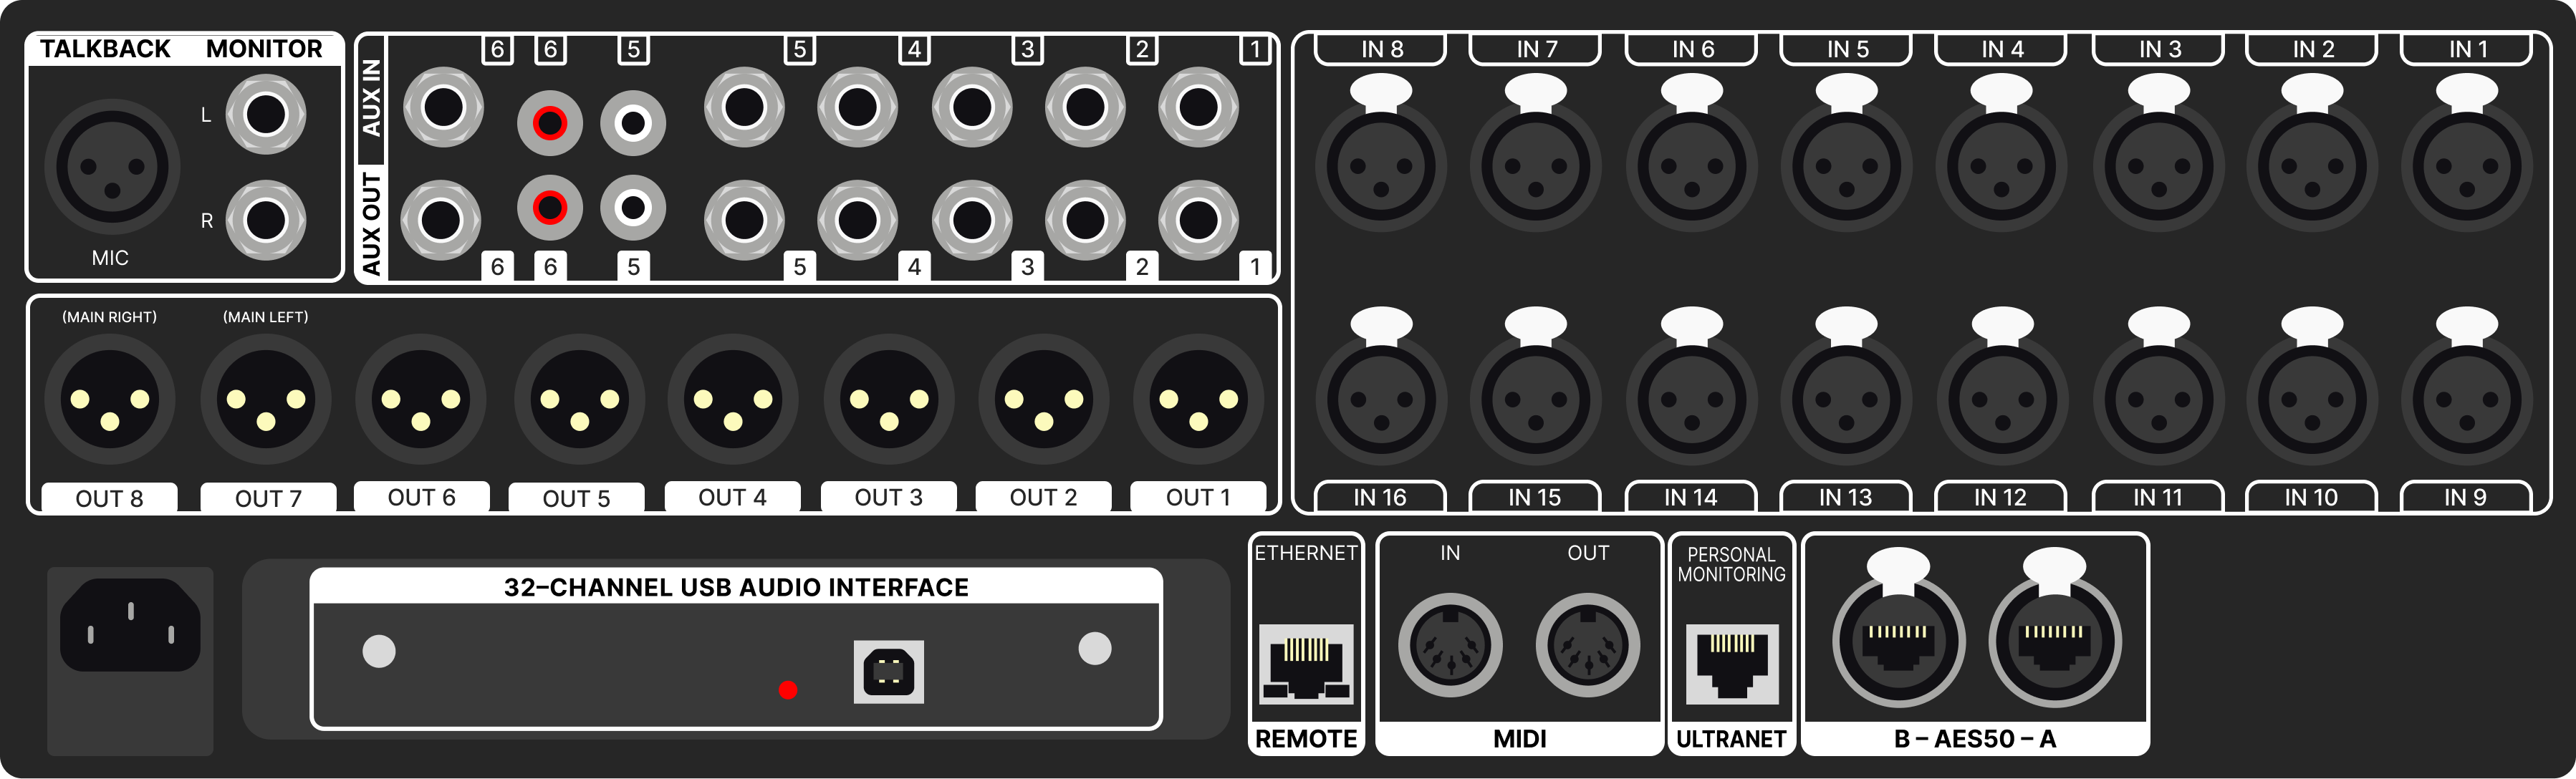 TALKBACK MONITOR
L
R
MIC
AUX IN
6 6 5 5 4 3 2 1
AUX OUT
6 6 5 5 4 3 2 1
IN 8 IN 7 IN 6 IN 5 IN 4 IN 3 IN 2 IN 1
(MAIN RIGHT) (MAIN LEFT)
OUT 8 OUT 7 OUT 6 OUT 5 OUT 4 OUT 3 OUT 2 OUT 1
IN 16 IN 15 IN 14 IN 13 IN 12 IN 11 IN 10 IN 9
32–CHANNEL USB AUDIO INTERFACE
ETHERNET
REMOTE
IN OUT
MIDI
PERSONAL
MONITORING
ULTRANET
B – AES50 – A